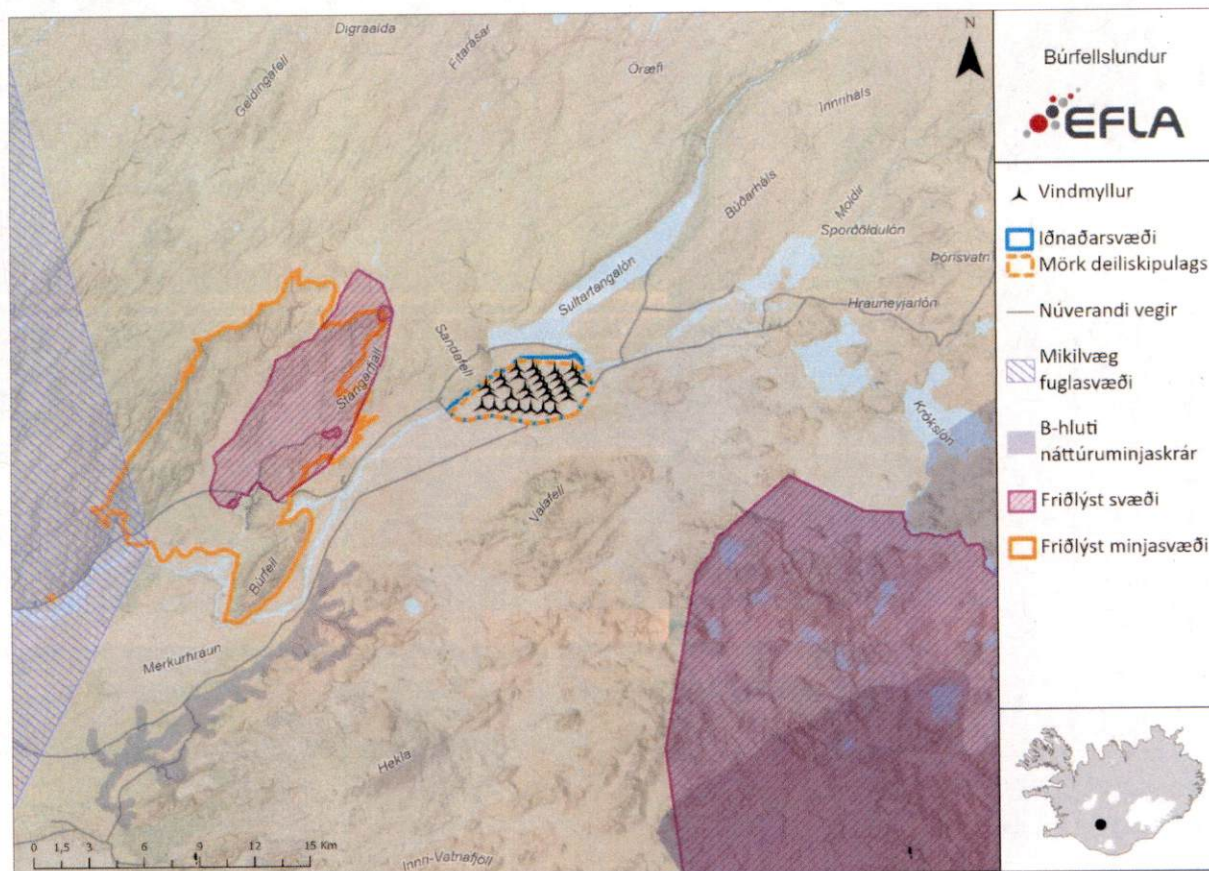 Digraalda
Fitarásar
Geldingafell
Öræfi
Innriháls
N
Búðarháls
Moldir
Sporðöldulón
Þórisvatn
Sultartangalón
Hrauneyjarlón
Sandafell
Stangarfjall
Króksión
Valafell
Búrfell
Merkurhraun
Hekla
Innri-Vatnafjöll
0 1,5 3 6 9 12 15 Km
Búrfellslundur
EFLA
Vindmyllur
Iðnaðarsvæði
Mörk deiliskipulags
Núverandi vegir
Mikilvæg
fuglasvæði
B-hluti
náttúruminjaskrár
Friðlýst svæði
Friðlýst minjasvæði